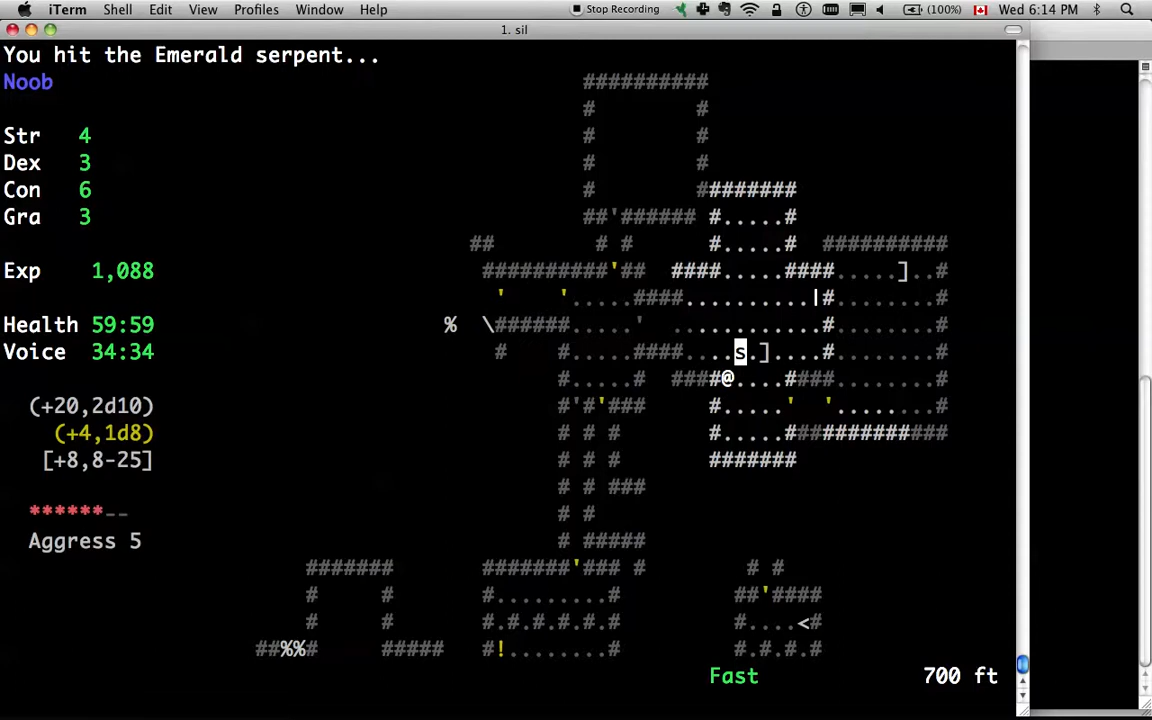 iTerm Shell Edit View Profiles Window Help Stop Recording (100%) Wed 6:14 PM
1. sil
You hit the Emerald serpent...
Noob
##########
# #
Str 4 # #
Dex 3 # #
Con 6 # ########
Gra 3 ##'###### #.....#
## # # #.....# ##########
Exp 1,088 ##########'## ####.....####.....]..#
' '.....####..........|#........#
Health 59:59 % \######.....' ............#........#
Voice 34:34 # #.....####....s.]....#........#
#.....# ####@....####........#
(+20,2d10) #'#'### #.....' '........#
(+4,1d8) # # # #.....############
[+8,8-25] # # # #######
# # ###
******-- # #
Aggress 5 # #####
####### #######'### # # #
# # #.........# ##'####
# # #.#.#.#.#.# #....<#
##%%# ##### #!........# #.#.#.#
Fast 700 ft